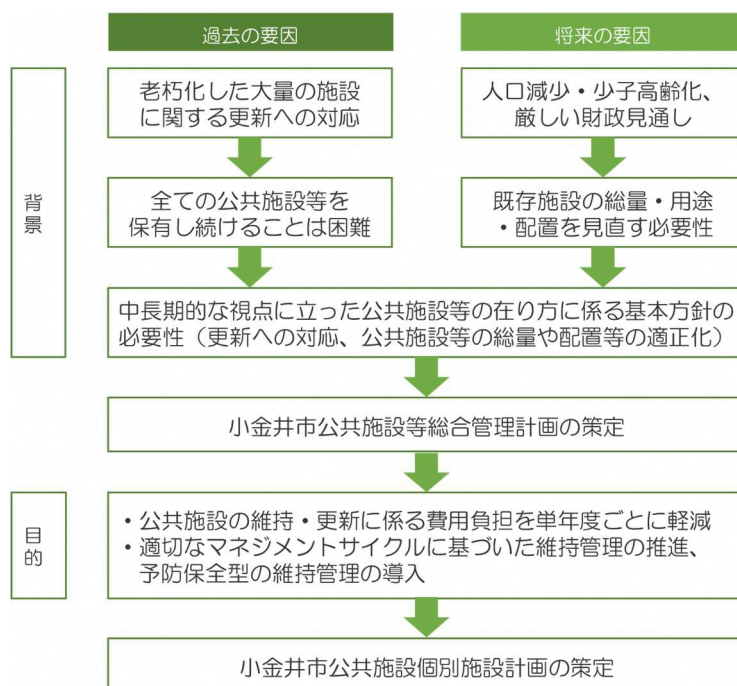 過去の要因
将来の要因
背景
老朽化した大量の施設
に関する更新への対応
人口減少・少子高齢化、
厳しい財政見通し
全ての公共施設等を
保有し続けることは困難
既存施設の総量・用途
・配置を見直す必要性
中長期的な視点に立った公共施設等の在り方に係る基本方針の
必要性（更新への対応、公共施設等の総量や配置等の適正化）
小金井市公共施設等総合管理計画の策定
目的
・公共施設の維持・更新に係る費用負担を単年度ごとに軽減
・適切なマネジメントサイクルに基づいた維持管理の推進、
予防保全型の維持管理の導入
小金井市公共施設個別施設計画の策定